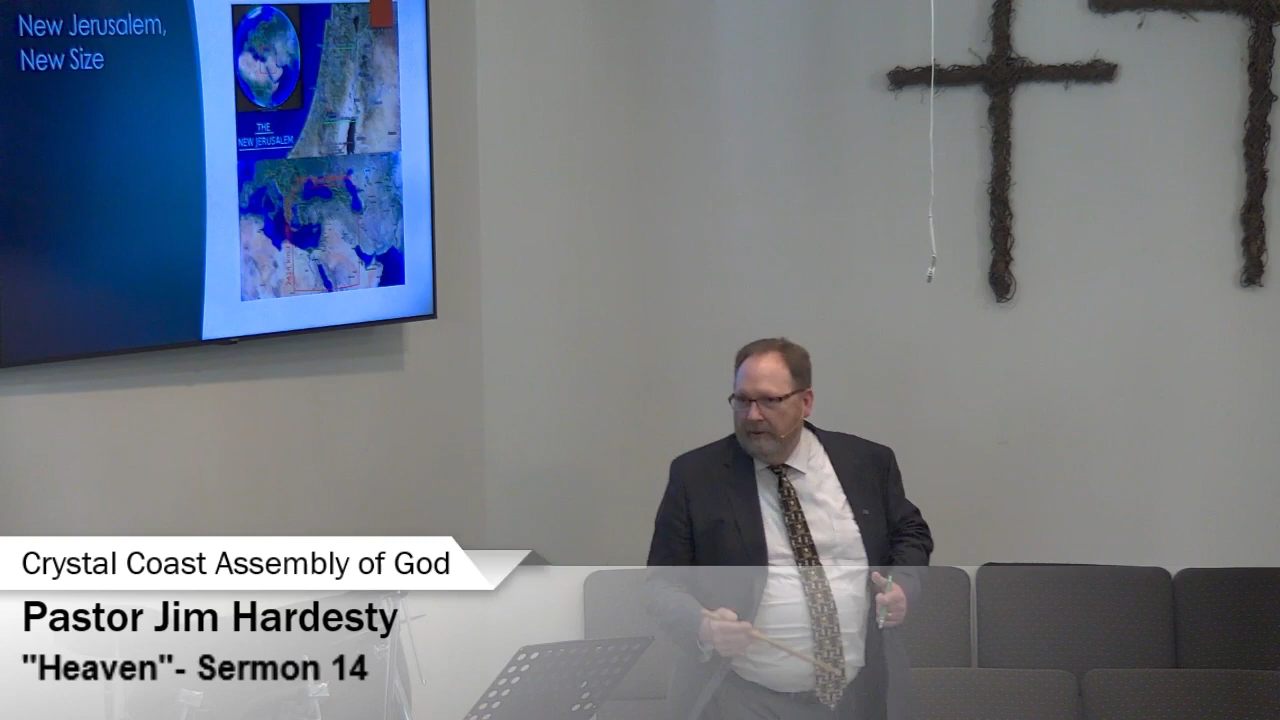 New Jerusalem,
New Size
THE
NEW JERUSALEM
Crystal Coast Assembly of God
Pastor Jim Hardesty
"Heaven"- Sermon 14